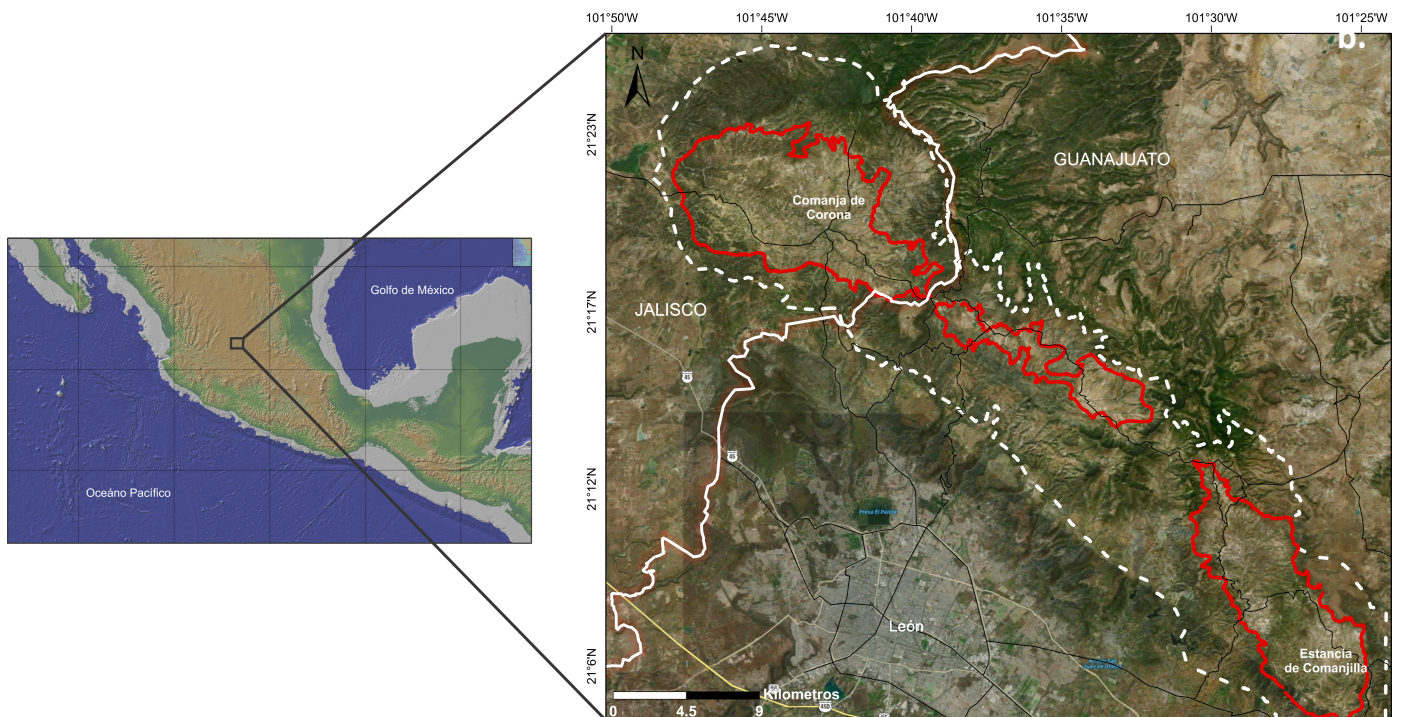 101°50'W 101°45'W 101°40'W 101°35'W 101°30'W 101°25'W
b.
N
21°23'N
GUANAJUATO
Comanja de
Corona
Golfo de México
JALISCO
21°17'N
45
45
Oceáno Pacífico
21°12'N
Presa El Palote
León
21°6'N
Estancia
de Comanjilla
Kilometros
0 4.5 9
45D